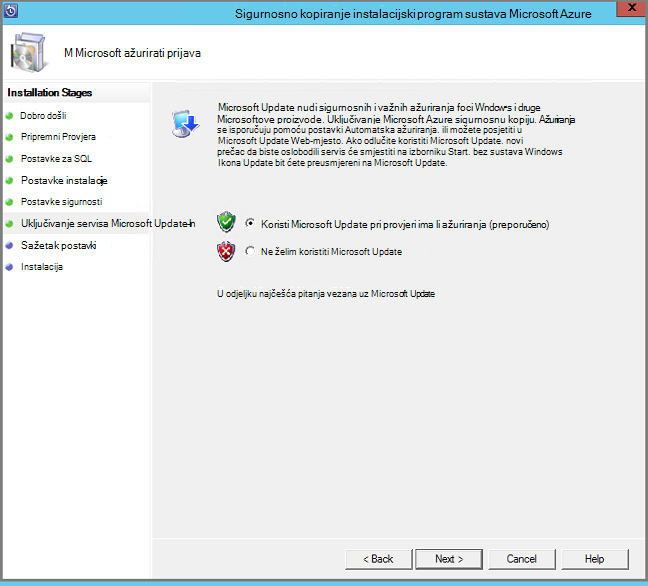 Sigurnosno kopiranje instalacijski program sustava Microsoft Azure
X
M Microsoft ažurirati prijava
Installation Stages
Dobro došli
Pripremni Provjera
Postavke za SQL
Postavke instalacije
Postavke sigurnosti
Uključivanje servisa Microsoft Update-In
Sažetak postavki
Instalacija
Microsoft Update nudi sigurnosnih i važnih ažuriranja foci Windows i druge
Microsoftove proizvode. Uključivanje Microsoft Azure sigurnosnu kopiju. Ažuriranja
se isporučuju pomoću postavki Automatska ažuriranja. ili možete posjetiti u
Microsoft Update Web-mjesto. Ako odlučite koristiti Microsoft Update. novi
prečac da biste oslobodili servis će smjestiti na izborniku Start. bez sustava Windows
Ikona Update bit ćete preusmjereni na Microsoft Update.
Koristi Microsoft Update pri provjeri ima li ažuriranja (preporučeno)
Ne želim koristiti Microsoft Update
U odjeljku najčešća pitanja vezana uz Microsoft Update
< Back
Next >
Cancel
Help